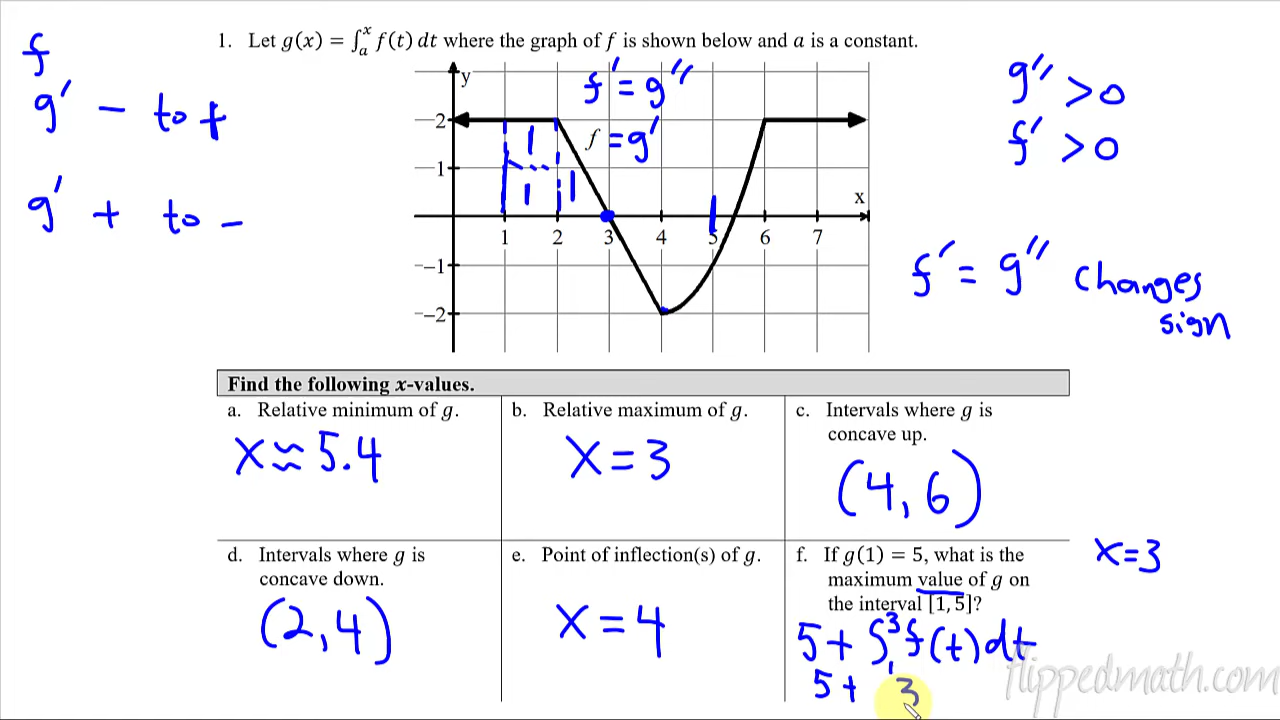 1. Let g(x) = ∫ₐˣ f(t) dt where the graph of f is shown below and a is a constant.
f
g' − to +
g' + to −
y
f' = g''
f = g'
2
1
−1
−2
1
1
1
x
1 2 3 4 5 6 7
g'' > 0
f' > 0
f' = g'' changes
sign
Find the following x-values.
a. Relative minimum of g.
x ≈ 5.4
b. Relative maximum of g.
x = 3
c. Intervals where g is
concave up.
(4, 6)
d. Intervals where g is
concave down.
(2, 4)
e. Point of inflection(s) of g.
x = 4
f. If g(1) = 5, what is the
maximum value of g on
the interval [1, 5]?
x = 3
5 + ∫₁³ f(t) dt
5 + 3
flippedmath.com